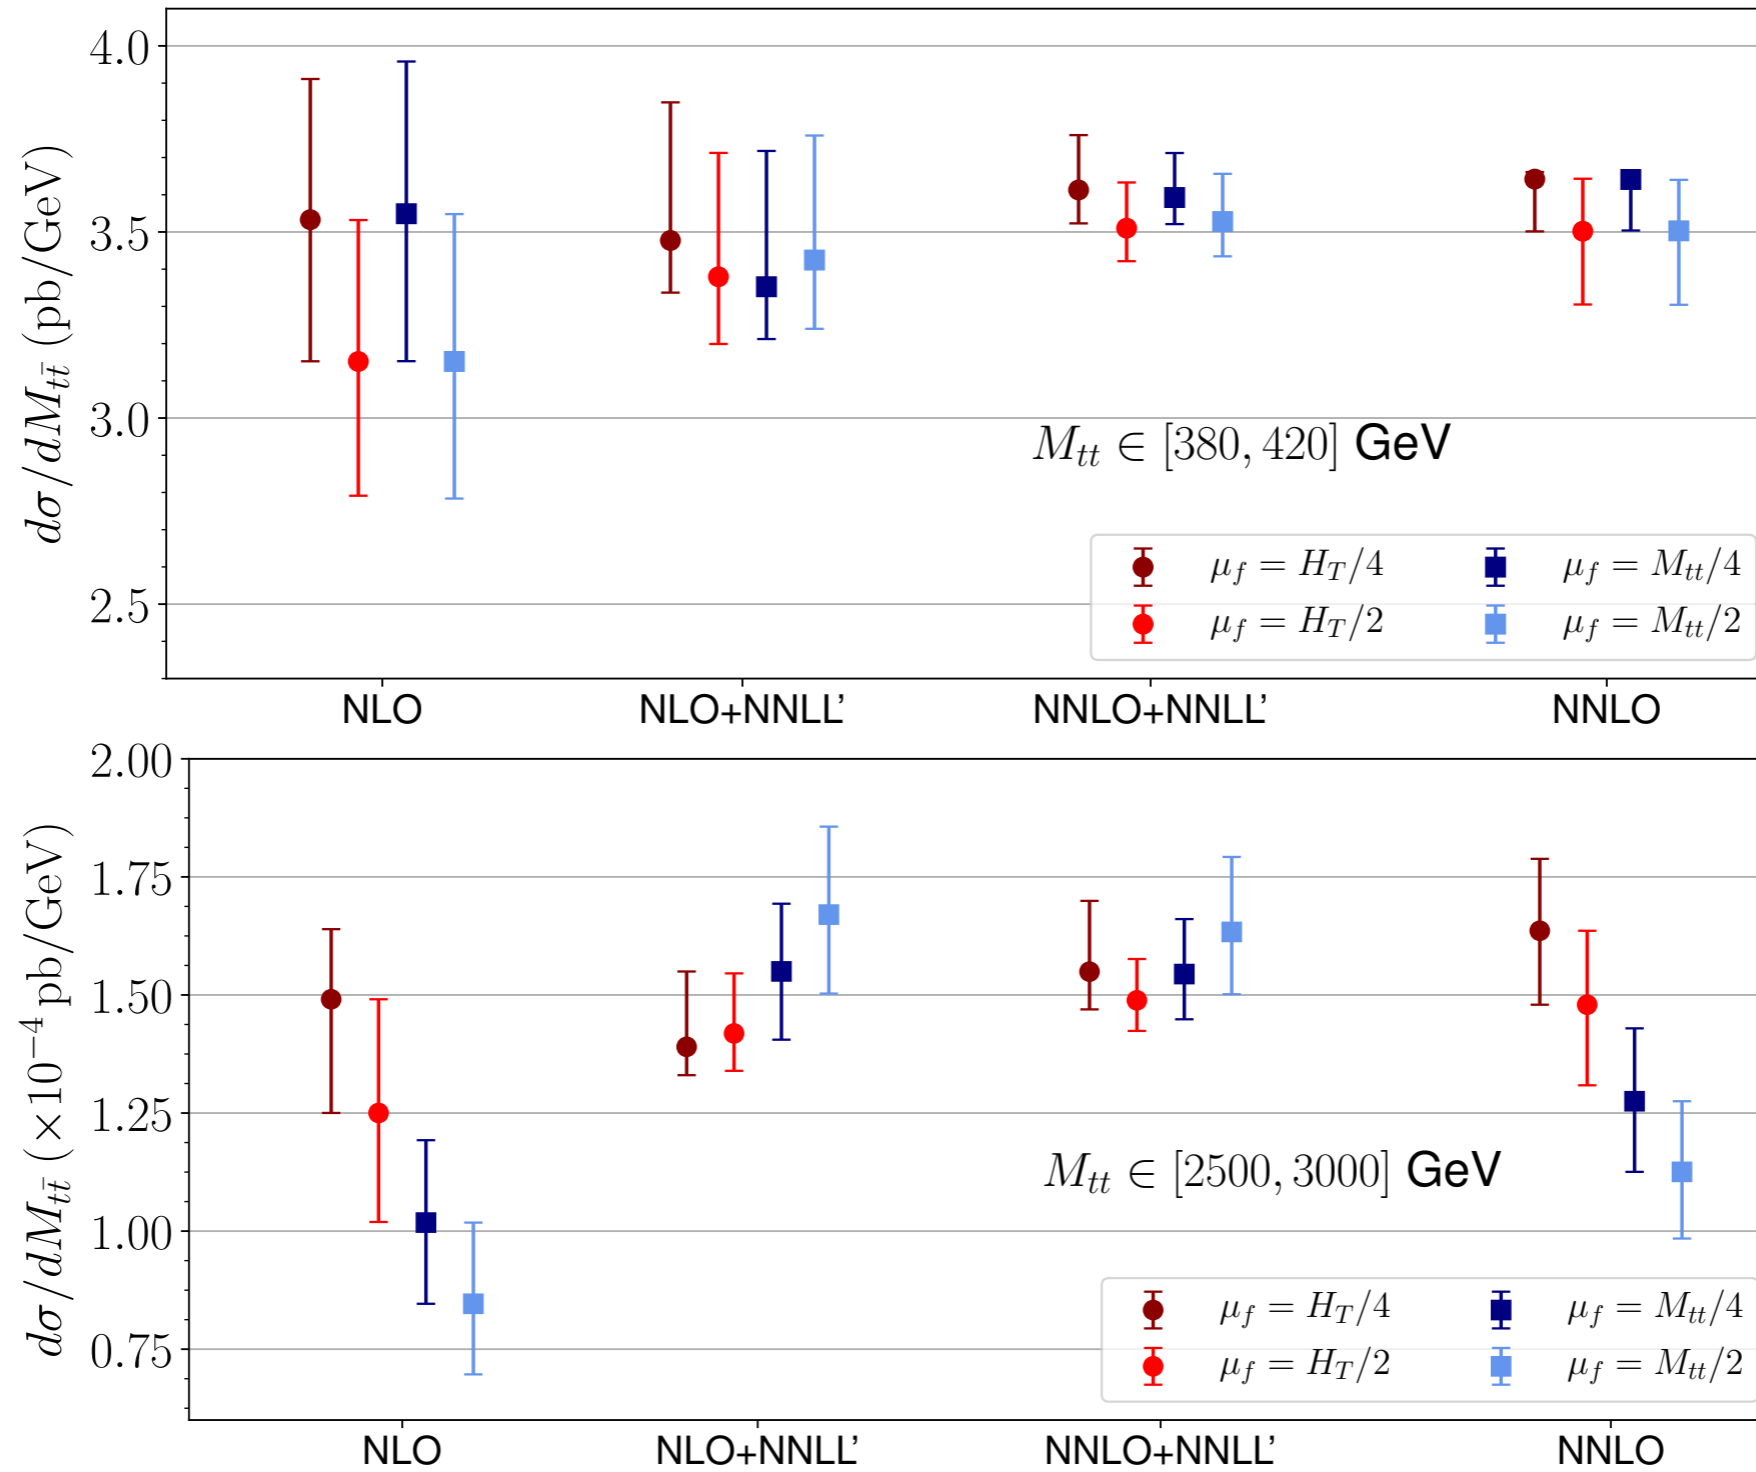 dσ/dM_{tt̄} (pb/GeV)
4.0
3.5
3.0
2.5
M_{tt} ∈ [380, 420] GeV
μ_f = H_T/4
μ_f = M_{tt}/4
μ_f = H_T/2
μ_f = M_{tt}/2
NLO
NLO+NNLL'
NNLO+NNLL'
NNLO
dσ/dM_{tt̄} (×10^{−4} pb/GeV)
2.00
1.75
1.50
1.25
1.00
0.75
M_{tt} ∈ [2500, 3000] GeV
μ_f = H_T/4
μ_f = M_{tt}/4
μ_f = H_T/2
μ_f = M_{tt}/2
NLO
NLO+NNLL'
NNLO+NNLL'
NNLO